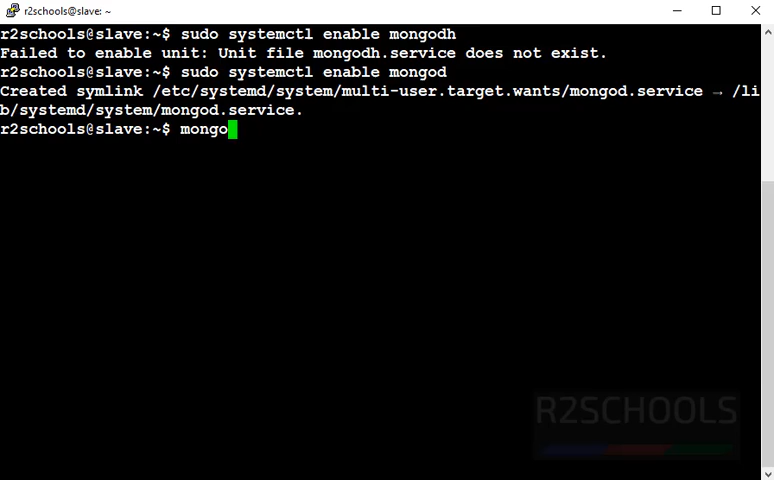 r2schools@slave: ~
r2schools@slave:~$ sudo systemctl enable mongodh
Failed to enable unit: Unit file mongodh.service does not exist.
r2schools@slave:~$ sudo systemctl enable mongod
Created symlink /etc/systemd/system/multi-user.target.wants/mongod.service → /li
b/systemd/system/mongod.service.
r2schools@slave:~$ mongo
R2SCHOOLS